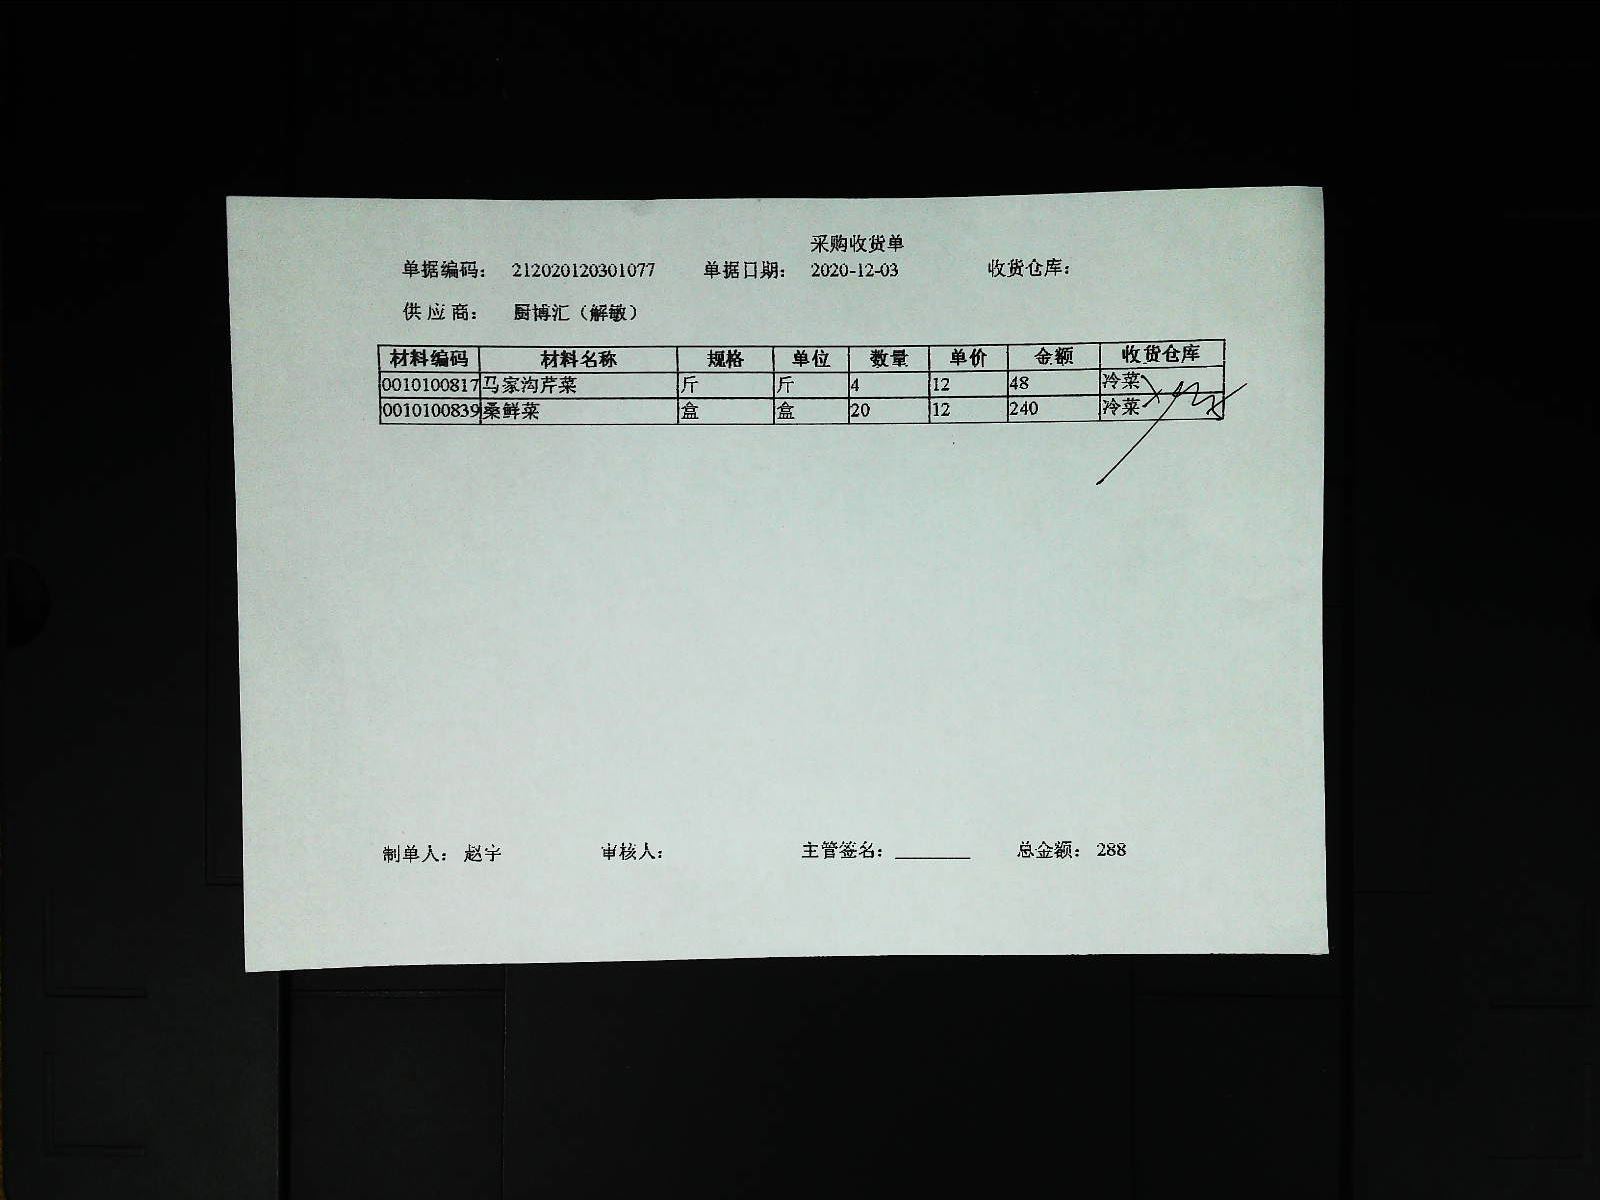 采购收货单
单据编码： 212020120301077 单据日期： 2020-12-03 收货仓库：
供 应 商： 厨博汇（解敏）
材料编码 材料名称 规格 单位 数量 单价 金额 收货仓库
0010100817 马家沟芹菜 斤 斤 4 12 48 冷菜
0010100839 桑鲜菜 盒 盒 20 12 240 冷菜
制单人： 赵宇 审核人： 主管签名：________ 总金额： 288